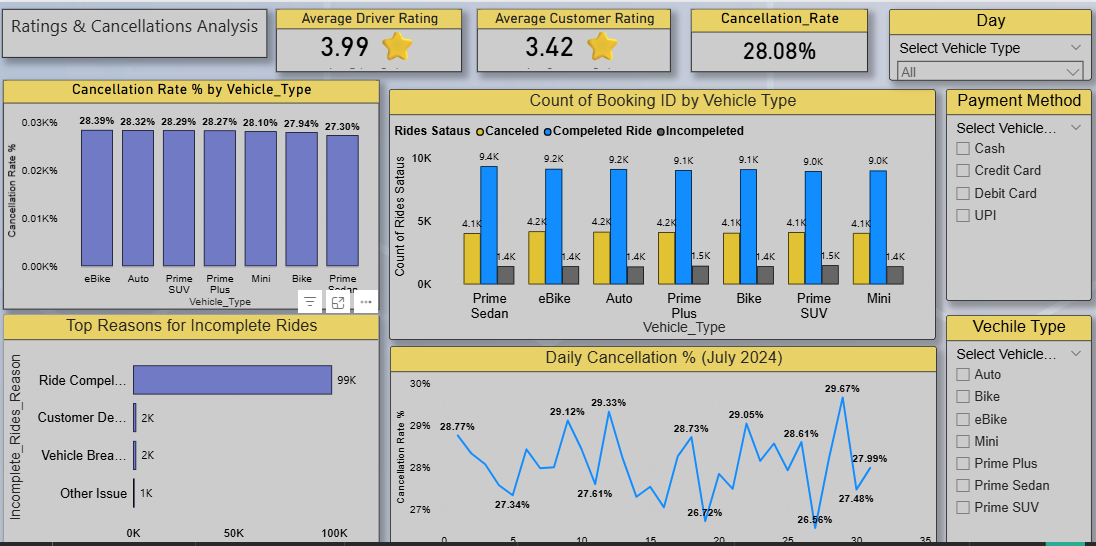 Ratings & Cancellations Analysis
Average Driver Rating
3.99
Average Customer Rating
3.42
Cancellation_Rate
28.08%
Day
Select Vehicle Type
All
Cancellation Rate % by Vehicle_Type
Cancellation Rate %
0.03K%
0.02K%
0.01K%
0.00K%
28.39% 28.32% 28.29% 28.27% 28.10% 27.94% 27.30%
eBike Auto Prime SUV Prime Plus Mini Bike Prime Sedan
Vehicle_Type
Count of Booking ID by Vehicle Type
Rides Sataus Canceled Compeleted Ride Incompeleted
Count of Rides Sataus
10K
5K
0K
4.1K 9.4K 1.4K
4.2K 9.2K 1.4K
4.2K 9.2K 1.4K
4.2K 9.1K 1.5K
4.1K 9.1K 1.4K
4.1K 9.0K 1.5K
4.1K 9.0K 1.4K
Prime Sedan eBike Auto Prime Plus Bike Prime SUV Mini
Vehicle_Type
Payment Method
Select Vehicle...
Cash
Credit Card
Debit Card
UPI
Top Reasons for Incomplete Rides
Incomplete_Rides_Reason
Ride Compel... 99K
Customer De... 2K
Vehicle Brea... 2K
Other Issue 1K
0K 50K 100K
Daily Cancellation % (July 2024)
Cancellation Rate %
30%
29%
28%
27%
28.77%
27.34%
29.12%
27.61%
29.33%
28.73%
26.72%
29.05%
28.61%
26.56%
29.67%
27.48%
27.99%
0 5 10 15 20 25 30 35
Vechile Type
Select Vehicle...
Auto
Bike
eBike
Mini
Prime Plus
Prime Sedan
Prime SUV